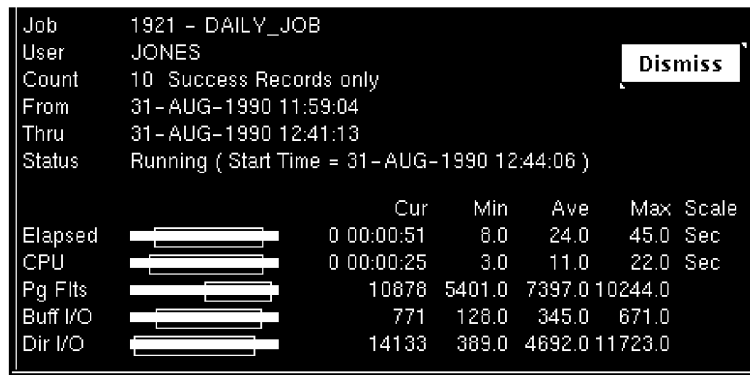 Job 1921 – DAILY_JOB
User JONES
Dismiss
Count 10 Success Records only
From 31–AUG–1990 11:59:04
Thru 31–AUG–1990 12:41:13
Status Running ( Start Time = 31–AUG–1990 12:44:06 )
Cur Min Ave Max Scale
Elapsed 0 00:00:51 8.0 24.0 45.0 Sec
CPU 0 00:00:25 3.0 11.0 22.0 Sec
Pg Flts 10878 5401.0 7397.0 10244.0
Buff I/O 771 128.0 345.0 671.0
Dir I/O 14133 389.0 4692.0 11723.0